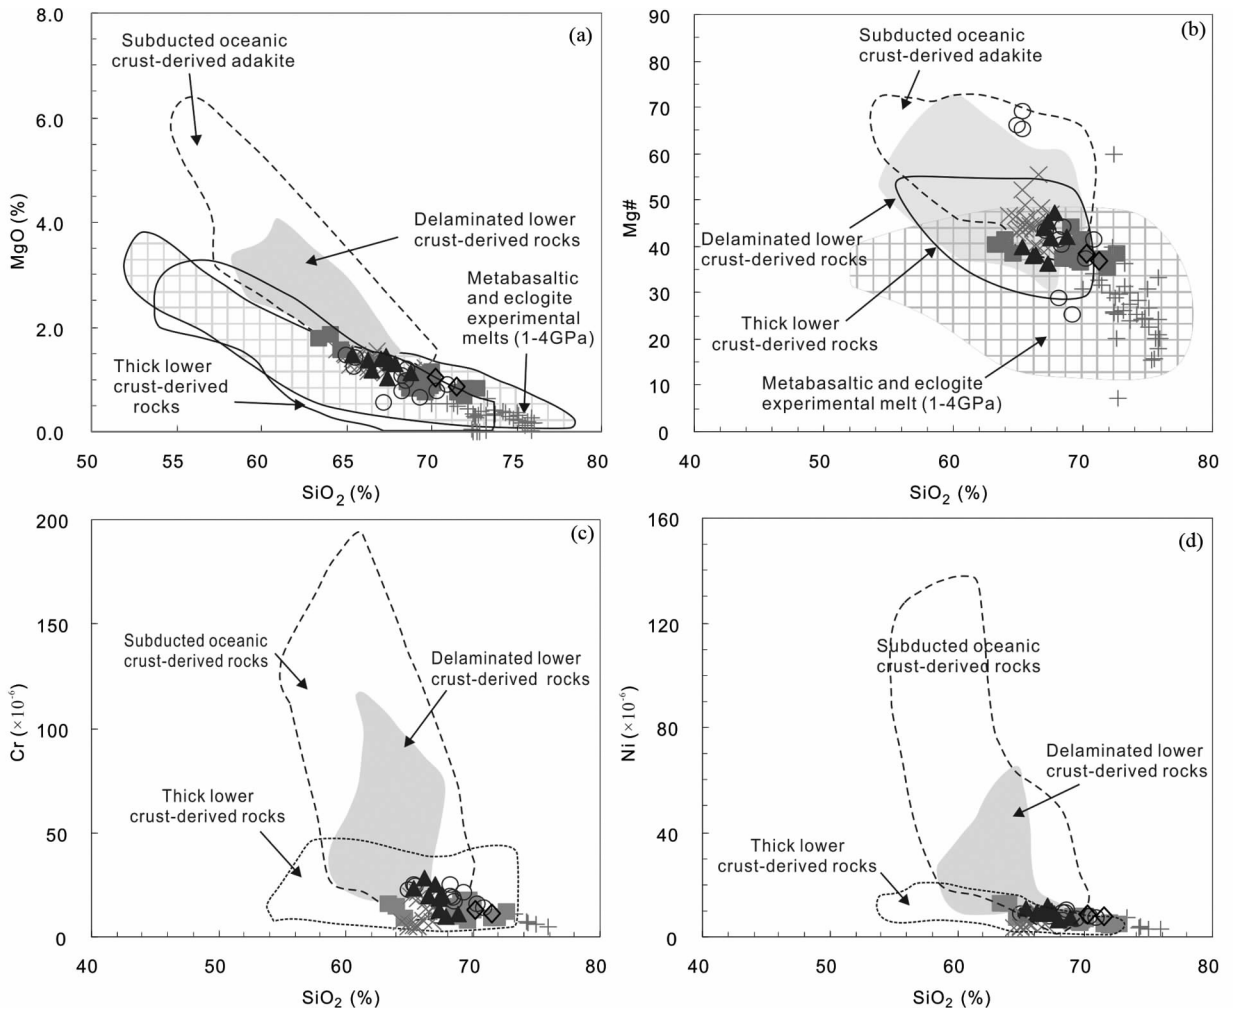 (a)
8.0
6.0
4.0
2.0
0.0
MgO (%)
Subducted oceanic
crust-derived adakite
Delaminated lower
crust-derived rocks
Metabasaltic
and eclogite
experimental
melts (1-4GPa)
Thick lower
crust-derived
rocks
50
55
60
65
70
75
80
SiO2 (%)
(b)
90
80
70
60
50
40
30
20
10
0
Mg#
Subducted oceanic
crust-derived adakite
Delaminated lower
crust-derived rocks
Thick lower
crust-derived rocks
Metabasaltic and eclogite
experimental melt (1-4GPa)
40
50
60
70
80
SiO2 (%)
(c)
200
150
100
50
0
Cr (×10⁻⁶)
Subducted oceanic
crust-derived rocks
Delaminated lower
crust-derived rocks
Thick lower
crust-derived rocks
40
50
60
70
80
SiO2 (%)
(d)
160
120
80
40
0
Ni (×10⁻⁶)
Subducted oceanic
crust-derived rocks
Delaminated lower
crust-derived rocks
Thick lower
crust-derived rocks
40
50
60
70
80
SiO2 (%)